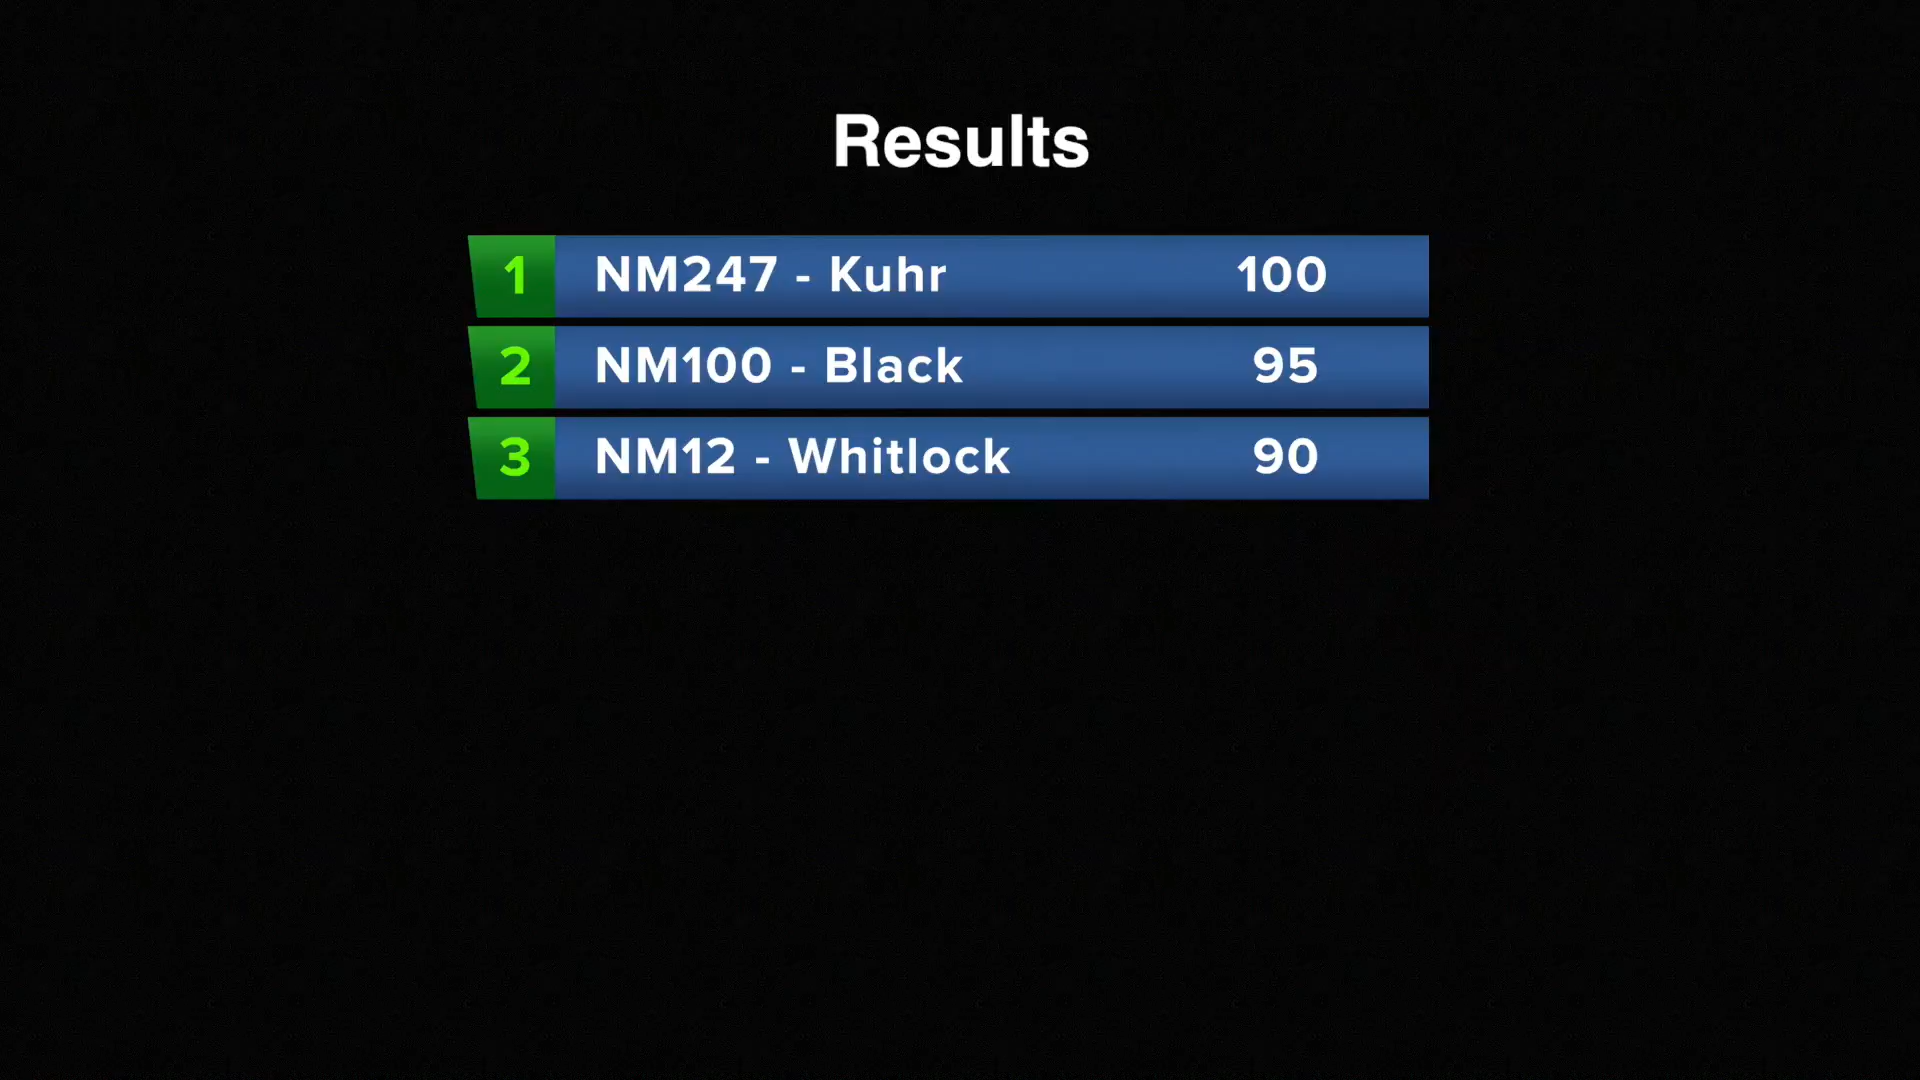 Results
1 NM247 - Kuhr 100
2 NM100 - Black 95
3 NM12 - Whitlock 90